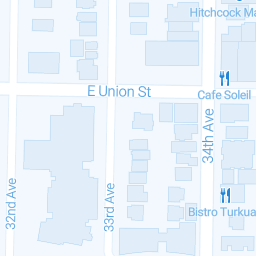 Hitchcock Ma
E Union St
Cafe Soleil
34th Ave
32nd Ave
33rd Ave
Bistro Turkua